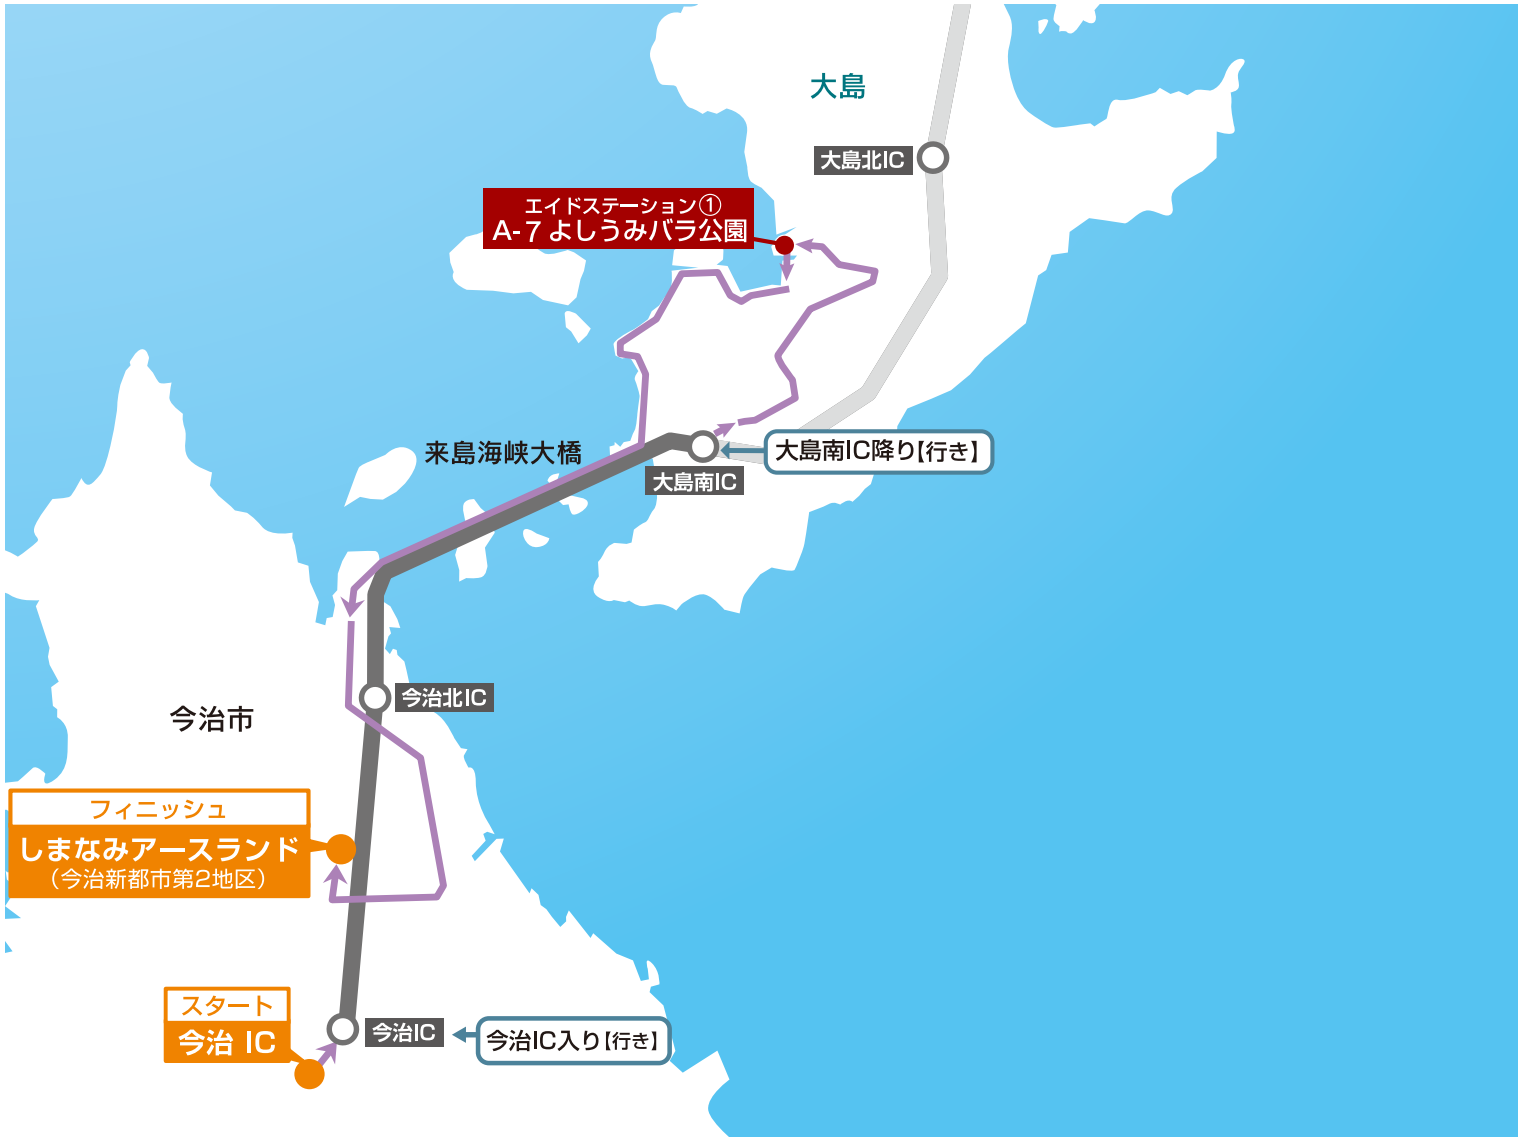 大島
大島北IC
エイドステーション①
A-7 よしうみバラ公園
来島海峡大橋
大島南IC降り【行き】
大島南IC
今治北IC
今治市
フィニッシュ
しまなみアースランド
（今治新都市第2地区）
スタート
今治 IC
今治IC
今治IC入り【行き】